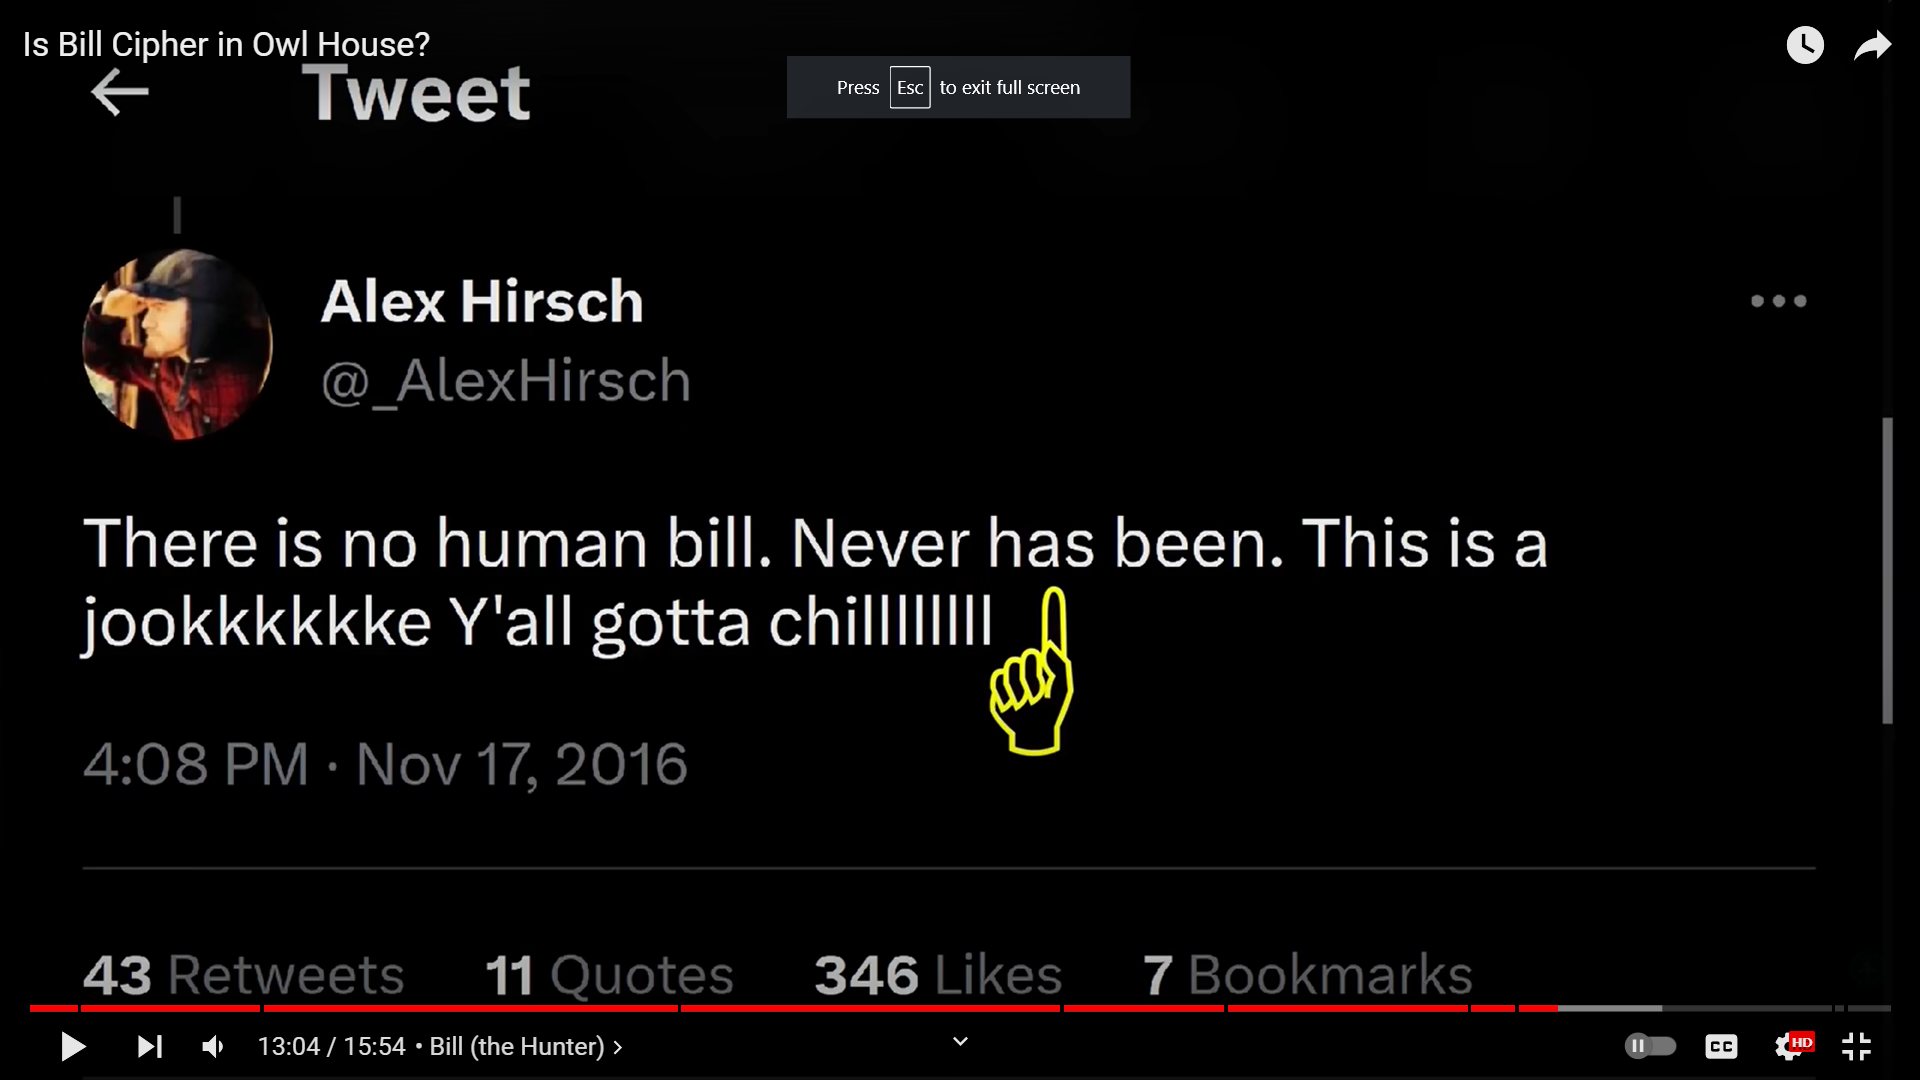 Is Bill Cipher in Owl House?
Press Esc to exit full screen
Tweet
Alex Hirsch
@_AlexHirsch
There is no human bill. Never has been. This is a
jookkkkkke Y'all gotta chillllllll
4:08 PM · Nov 17, 2016
43 Retweets 11 Quotes 346 Likes 7 Bookmarks
13:04 / 15:54 • Bill (the Hunter)
CC
HD